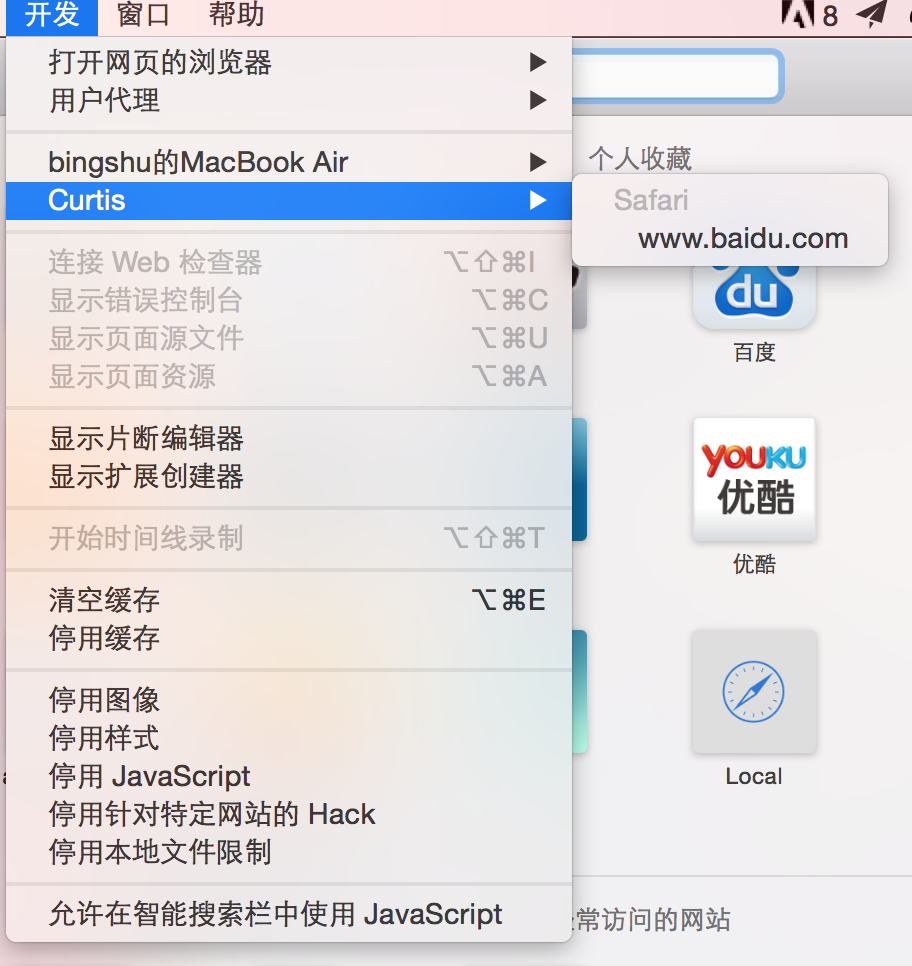 开发 窗口 帮助 8
打开网页的浏览器
用户代理
bingshu的MacBook Air
个人收藏
Curtis
Safari
www.baidu.com
连接 Web 检查器 ⌥⇧⌘I
显示错误控制台 ⌥⌘C
显示页面源文件 ⌥⌘U
显示页面资源 ⌥⌘A
du
百度
显示片断编辑器
显示扩展创建器
YOUKU
优酷
优酷
开始时间线录制 ⌥⇧⌘T
清空缓存 ⌥⌘E
停用缓存
停用图像
停用样式
停用 JavaScript
Local
停用针对特定网站的 Hack
停用本地文件限制
允许在智能搜索栏中使用 JavaScript
常访问的网站